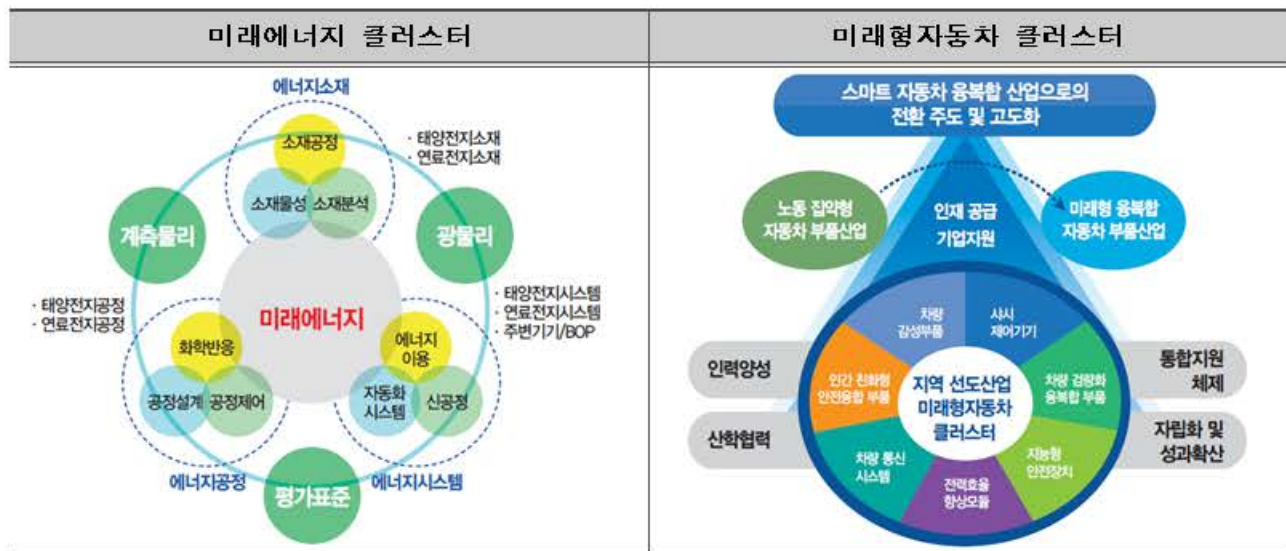 미래에너지 클러스터
에너지소재
소재공정
· 태양전지소재
· 연료전지소재
소재물성
소재분석
계측물리
광물리
· 태양전지공정
· 연료전지공정
· 태양전지시스템
· 연료전지시스템
· 주변기기/BOP
미래에너지
화학반응
에너지
이용
공정설계
공정제어
자동화
시스템
신공정
에너지공정
에너지시스템
평가표준
미래형자동차 클러스터
스마트 자동차 융복합 산업으로의
전환 주도 및 고도화
노동 집약형
자동차 부품산업
인재 공급
기업지원
미래형 융복합
자동차 부품산업
차량
감성부품
샤시
제어기기
인력양성
통합지원
체제
인간 친화형
안전융합 부품
지역 선도산업
미래형자동차
클러스터
차량 경량화
융복합 부품
산학협력
자립화 및
성과확산
차량 통신
시스템
지능형
안전장치
전력효율
향상모듈